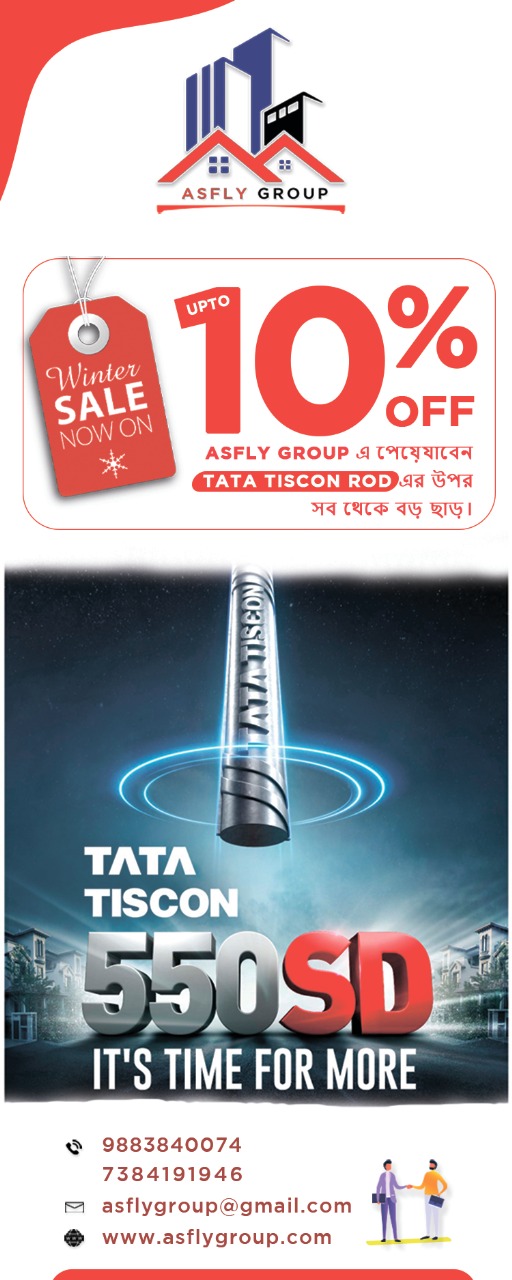 ASFLY GROUP
UPTO
10%
OFF
Winter
SALE
NOW ON
ASFLY GROUP এ পেয়েযাবেন
TATA TISCON ROD এর উপর
সব থেকে বড় ছাড়।
TATA TISCON
TATA
TISCON
550SD
IT'S TIME FOR MORE
9883840074
7384191946
asflygroup@gmail.com
www.asflygroup.com